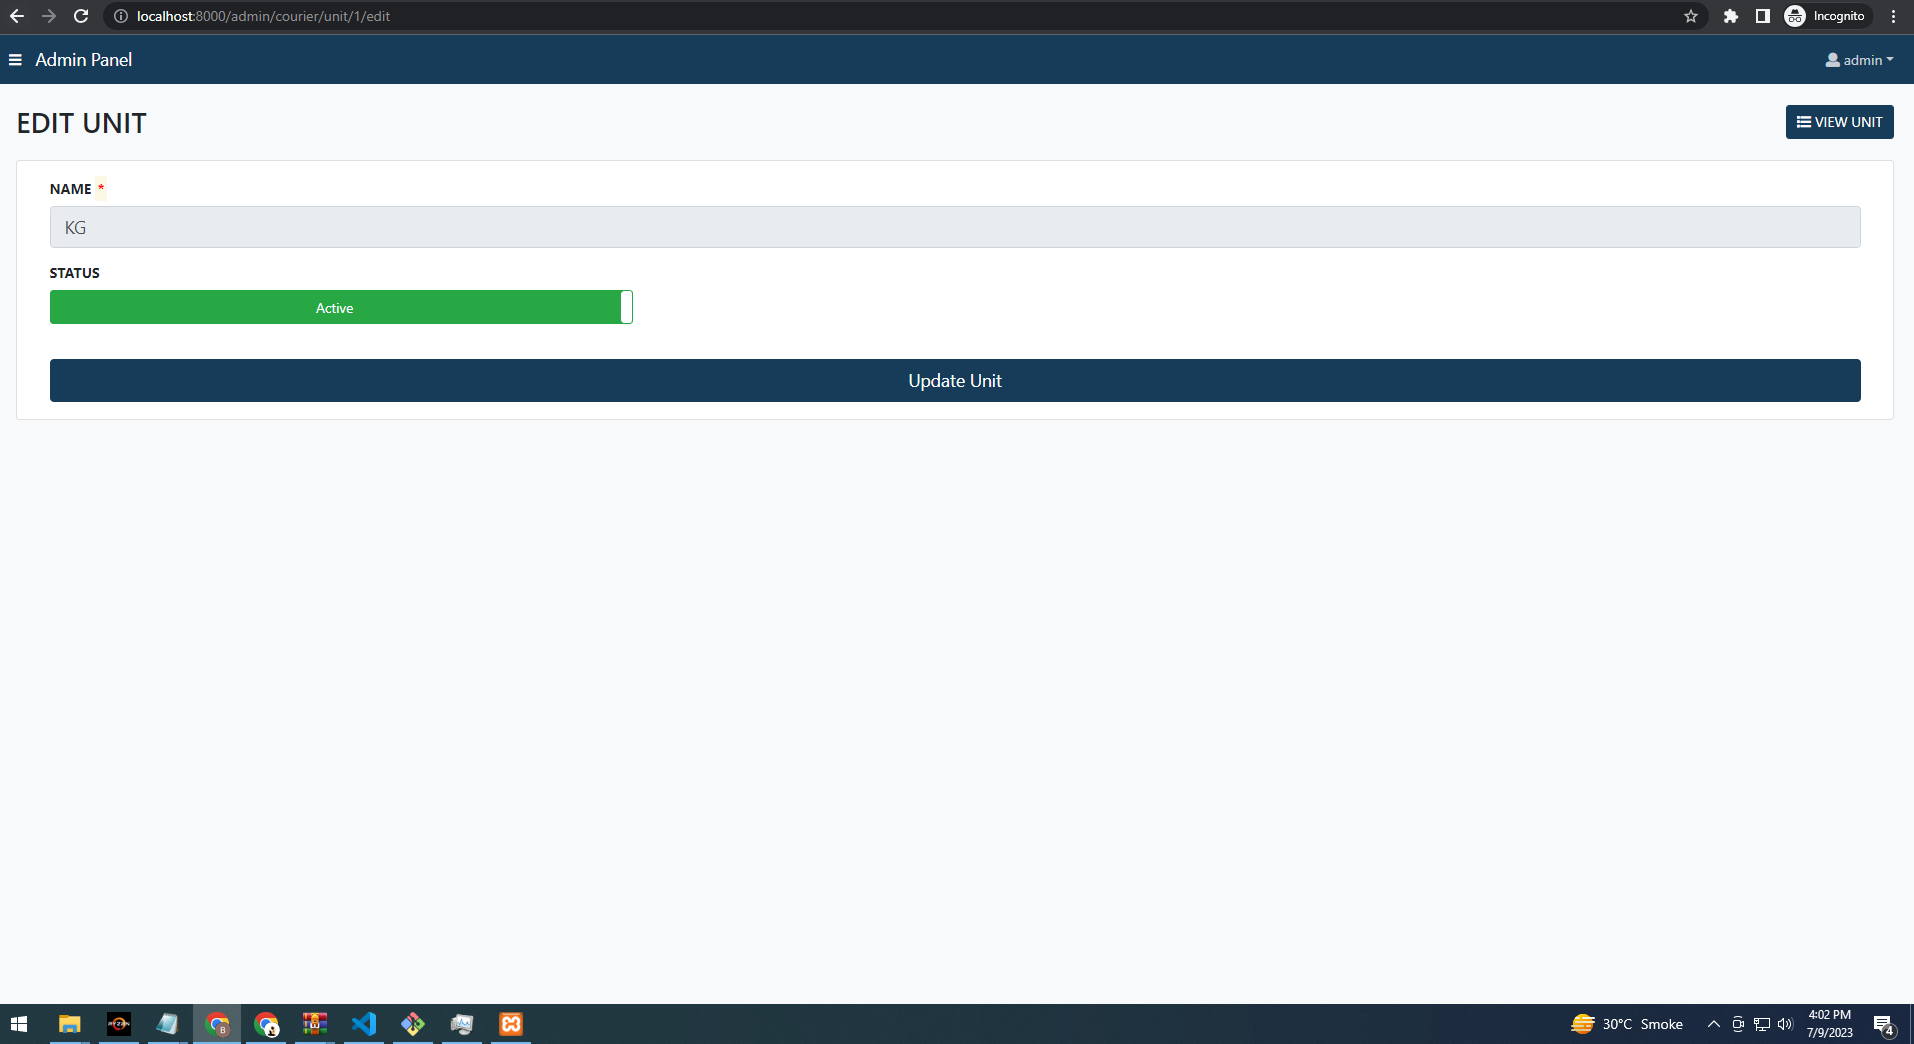 localhost:8000/admin/courier/unit/1/edit
Incognito
Admin Panel
admin
EDIT UNIT
VIEW UNIT
NAME *
KG
STATUS
Active
Update Unit
RYZEN
B
30°C Smoke
4:02 PM
7/9/2023
4